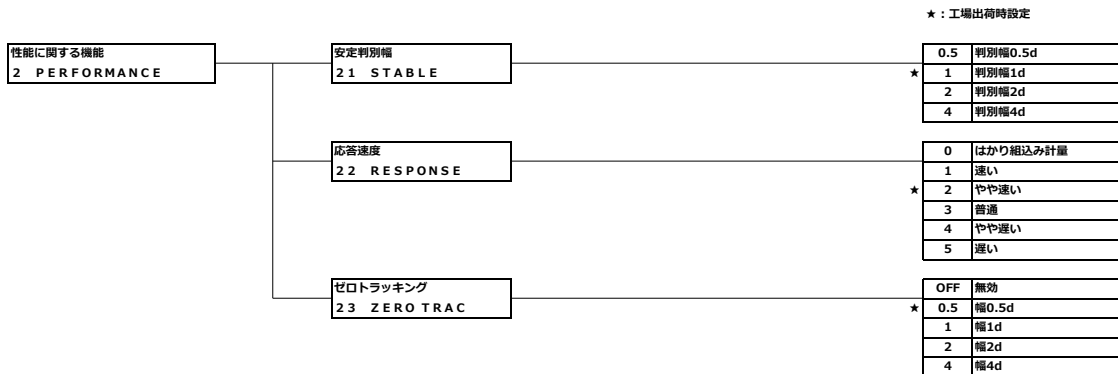 ★：工場出荷時設定
性能に関する機能
2 PERFORMANCE
安定判別幅
21 STABLE
0.5 判別幅0.5d
★ 1 判別幅1d
2 判別幅2d
4 判別幅4d
応答速度
22 RESPONSE
0 はかり組込み計量
1 速い
★ 2 やや速い
3 普通
4 やや遅い
5 遅い
ゼロトラッキング
23 ZERO TRAC
OFF 無効
★ 0.5 幅0.5d
1 幅1d
2 幅2d
4 幅4d